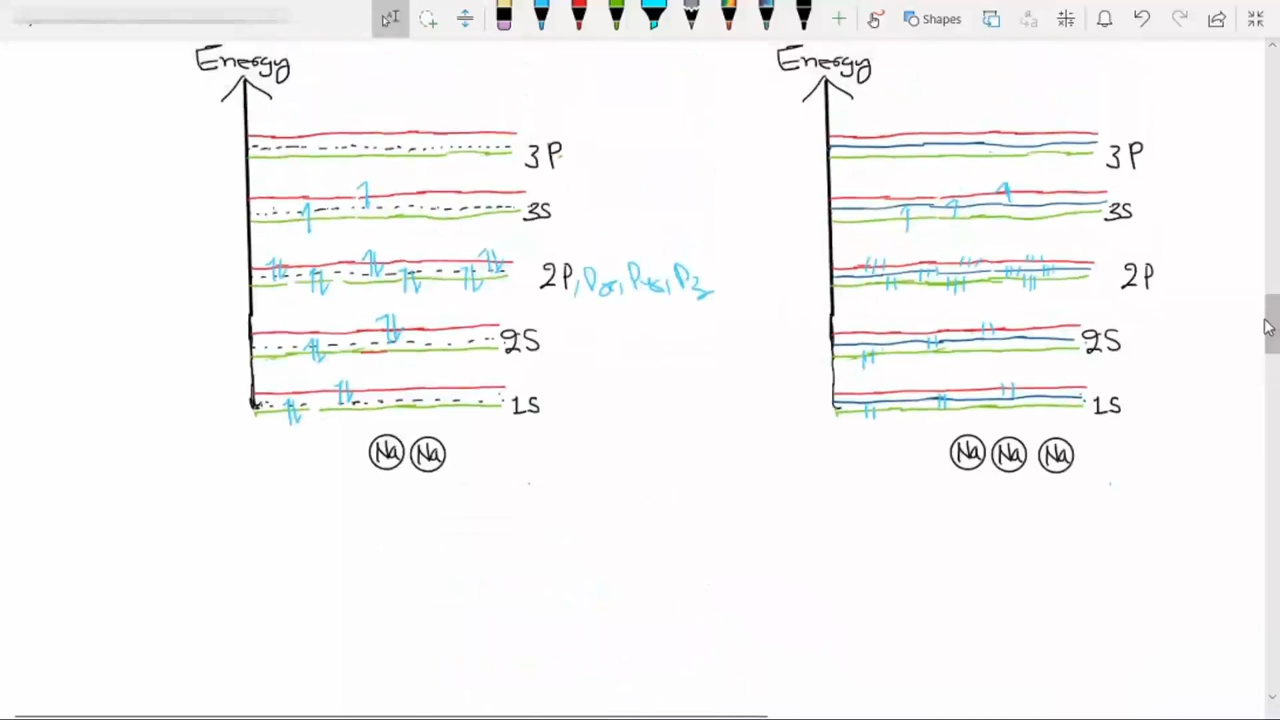 Shapes
Energy
3P
3S
2P, Px, Py, Pz
2S
1S
Na Na
Energy
3P
3S
2P
2S
1S
Na Na Na